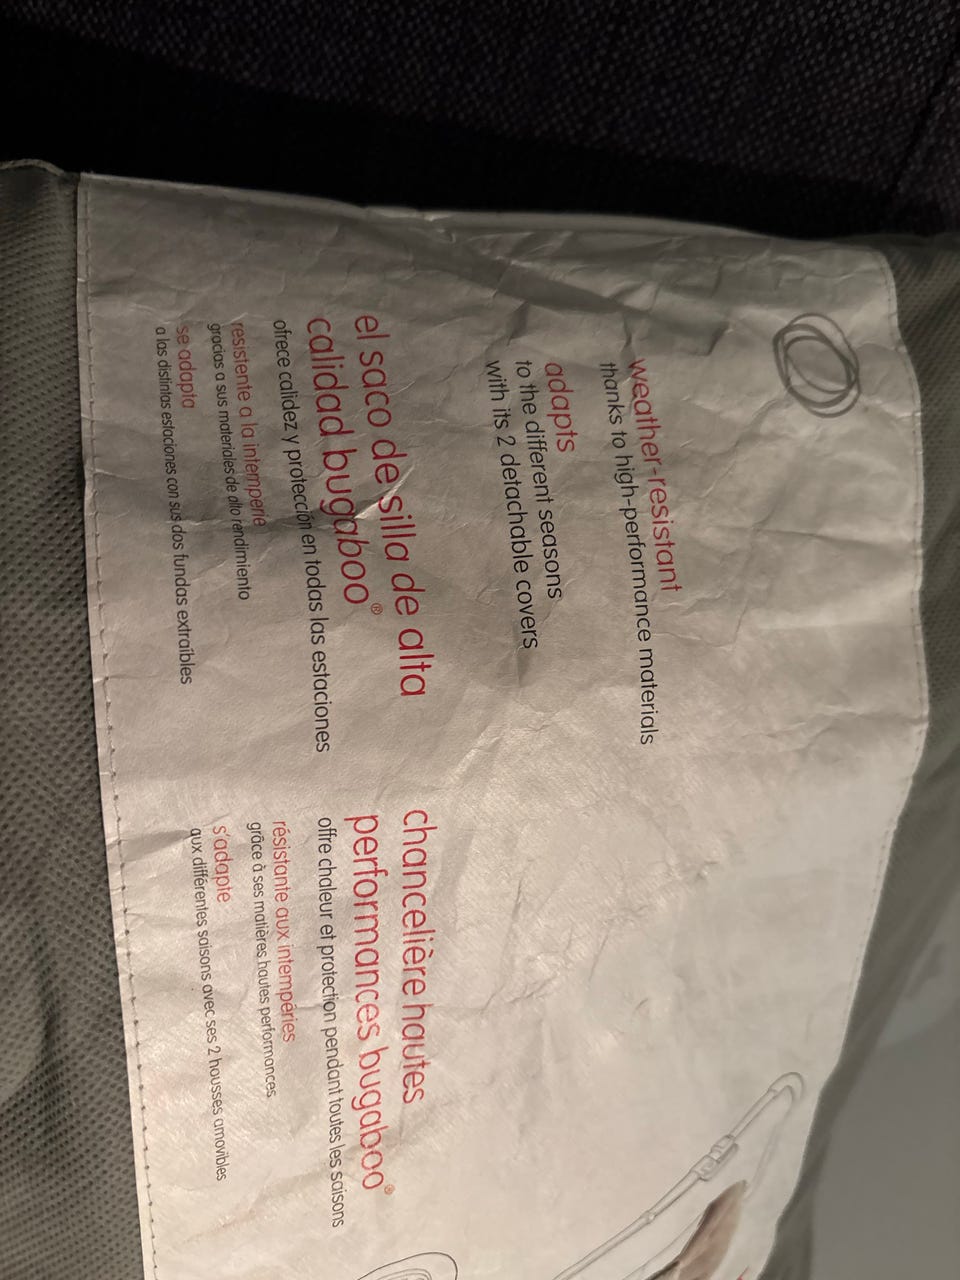 weather-resistant
thanks to high-performance materials
adapts
to the different seasons
with its 2 detachable covers
el saco de silla de alta
calidad bugaboo®
ofrece calidez y protección en todas las estaciones
resistente a la intemperie
gracias a sus materiales de alto rendimiento
se adapta
a las distintas estaciones con sus dos fundas extraíbles
chancelière hautes
performances bugaboo®
offre chaleur et protection pendant toutes les saisons
résistante aux intempéries
grâce à ses matières hautes performances
s'adapte
aux différentes saisons avec ses 2 housses amovibles